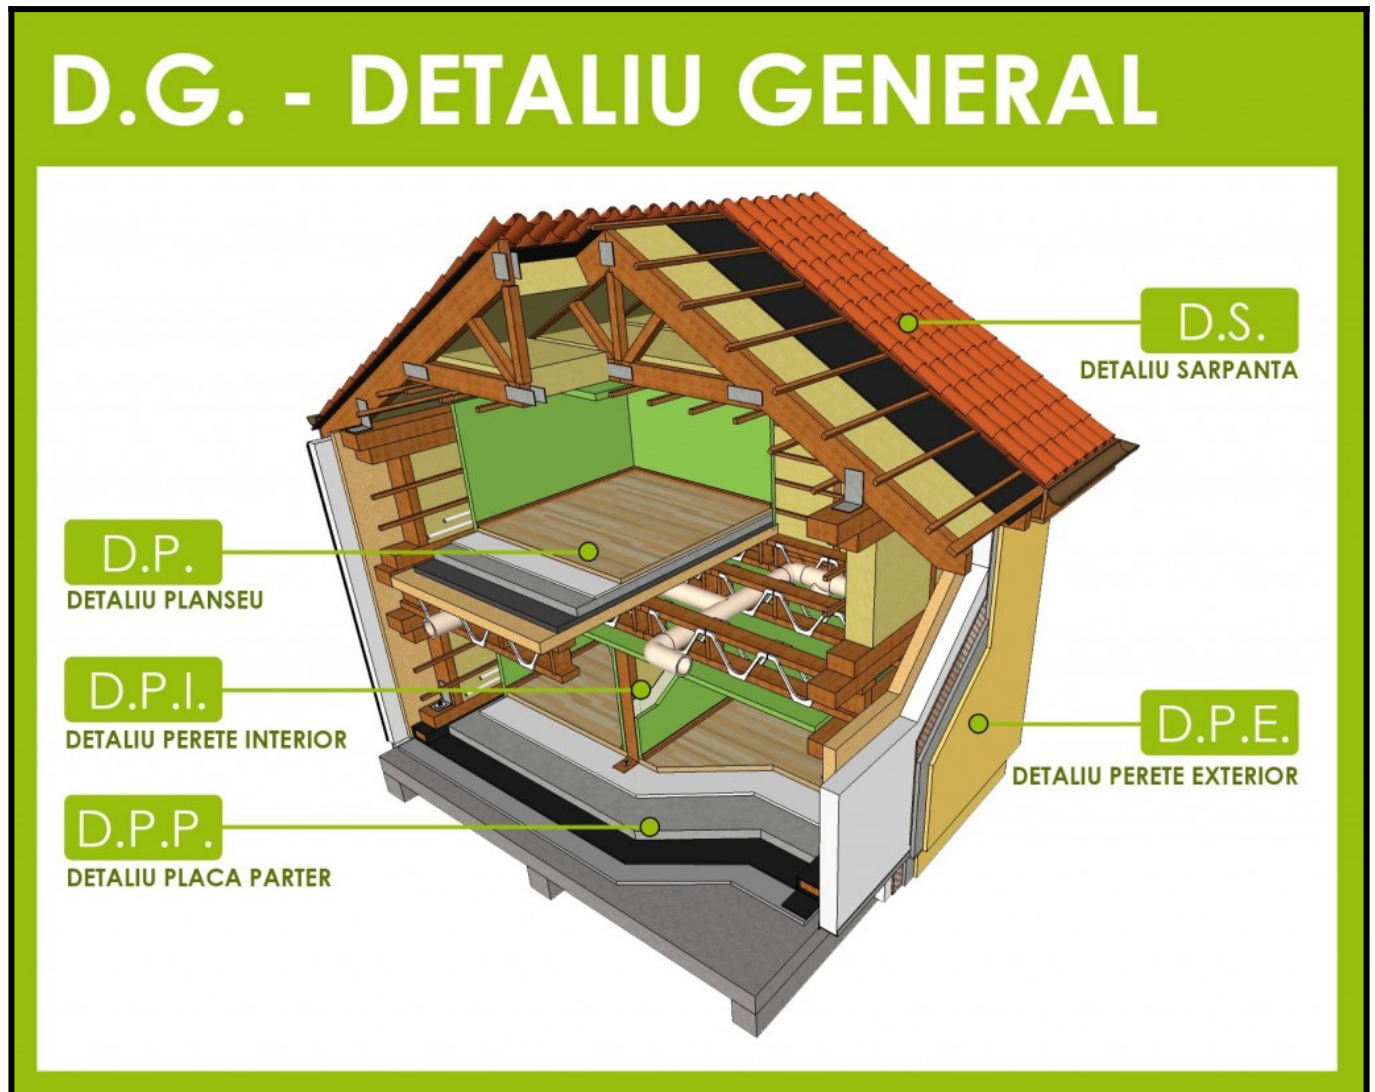 D.G. - DETALIU GENERAL
D.S.
DETALIU SARPANTA
D.P.
DETALIU PLANSEU
D.P.I.
DETALIU PERETE INTERIOR
D.P.E.
DETALIU PERETE EXTERIOR
D.P.P.
DETALIU PLACA PARTER